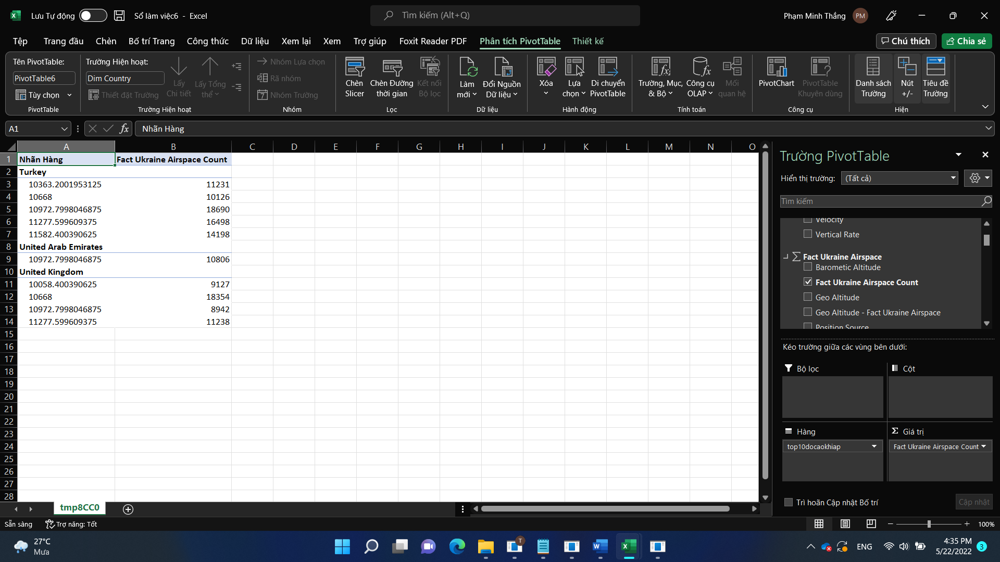 Lưu Tự động
Sổ làm việc6 - Excel
Tìm kiếm (Alt+Q)
Phạm Minh Thắng
PM
Tệp Trang đầu Chèn Bố trí Trang Công thức Dữ liệu Xem lại Xem Trợ giúp Foxit Reader PDF Phân tích PivotTable Thiết kế
Chú thích
Chia sẻ
Tên PivotTable:
PivotTable6
Tùy chọn
PivotTable
Trường Hiện hoạt:
Dim Country
Thiết đặt Trường
Lấy
Chi tiết
Lấy Tổng
thể
Trường Hiện hoạt
Nhóm Lựa chọn
Rã nhóm
Nhóm Trường
Nhóm
Chèn
Slicer
Chèn Đường
thời gian
Kết nối
Bộ lọc
Lọc
Làm
mới
Đổi Nguồn
Dữ liệu
Dữ liệu
Xóa
Lựa
chọn
Di chuyển
PivotTable
Hành động
Trường, Mục,
& Bộ
Công cụ
OLAP
Mối
quan hệ
Tính toán
PivotChart
PivotTable
Khuyên dùng
Công cụ
Danh sách
Trường
Nút
+/-
Tiêu đề
Trường
Hiện
A1
fx
Nhãn Hàng
A B C D E F G H I J K L M N O
1 Nhãn Hàng Fact Ukraine Airspace Count
2 Turkey
3 10363.2001953125 11231
4 10668 10126
5 10972.7998046875 18690
6 11277.599609375 16498
7 11582.400390625 14198
8 United Arab Emirates
9 10972.7998046875 10806
10 United Kingdom
11 10058.400390625 9127
12 10668 18354
13 10972.7998046875 8942
14 11277.599609375 11238
15
16
17
18
19
20
21
22
23
24
25
26
27
28
Trường PivotTable
Hiển thị trường:
(Tất cả)
Tìm kiếm
Velocity
Vertical Rate
Fact Ukraine Airspace
Barometic Altitude
Fact Ukraine Airspace Count
Geo Altitude
Geo Altitude - Fact Ukraine Airspace
Position Source
Kéo trường giữa các vùng bên dưới:
Bộ lọc
Cột
Hàng
Giá trị
top10docaokhiap
Fact Ukraine Airspace Count
Trì hoãn Cập nhật Bố trí
Cập nhật
tmp8CC0
Sẵn sàng
Trợ năng: Tốt
100%
27°C
Mưa
T
ENG
4:35 PM
5/22/2022
3